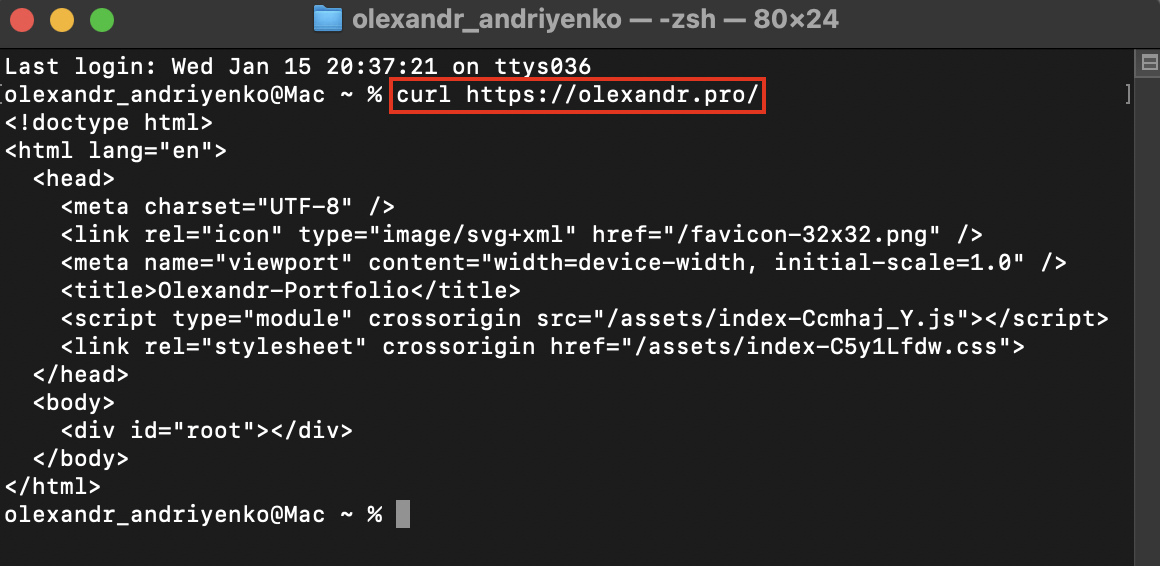 olexandr_andriyenko — -zsh — 80×24
Last login: Wed Jan 15 20:37:21 on ttys036
[olexandr_andriyenko@Mac ~ % curl https://olexandr.pro/ ]
<!doctype html>
<html lang="en">
  <head>
    <meta charset="UTF-8" />
    <link rel="icon" type="image/svg+xml" href="/favicon-32x32.png" />
    <meta name="viewport" content="width=device-width, initial-scale=1.0" />
    <title>Olexandr-Portfolio</title>
    <script type="module" crossorigin src="/assets/index-Ccmhaj_Y.js"></script>
    <link rel="stylesheet" crossorigin href="/assets/index-C5y1Lfdw.css">
  </head>
  <body>
    <div id="root"></div>
  </body>
</html>
olexandr_andriyenko@Mac ~ %